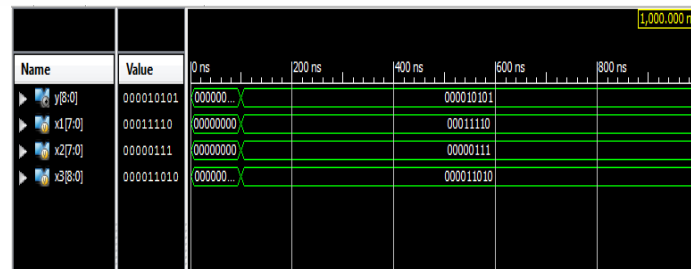 1,000.000 n
Name Value 0 ns 200 ns 400 ns 600 ns 800 ns
y[8:0] 000010101 000000... 000010101
x1[7:0] 00011110 00000000 00011110
x2[7:0] 00000111 00000000 00000111
x3[8:0] 000011010 000000... 000011010